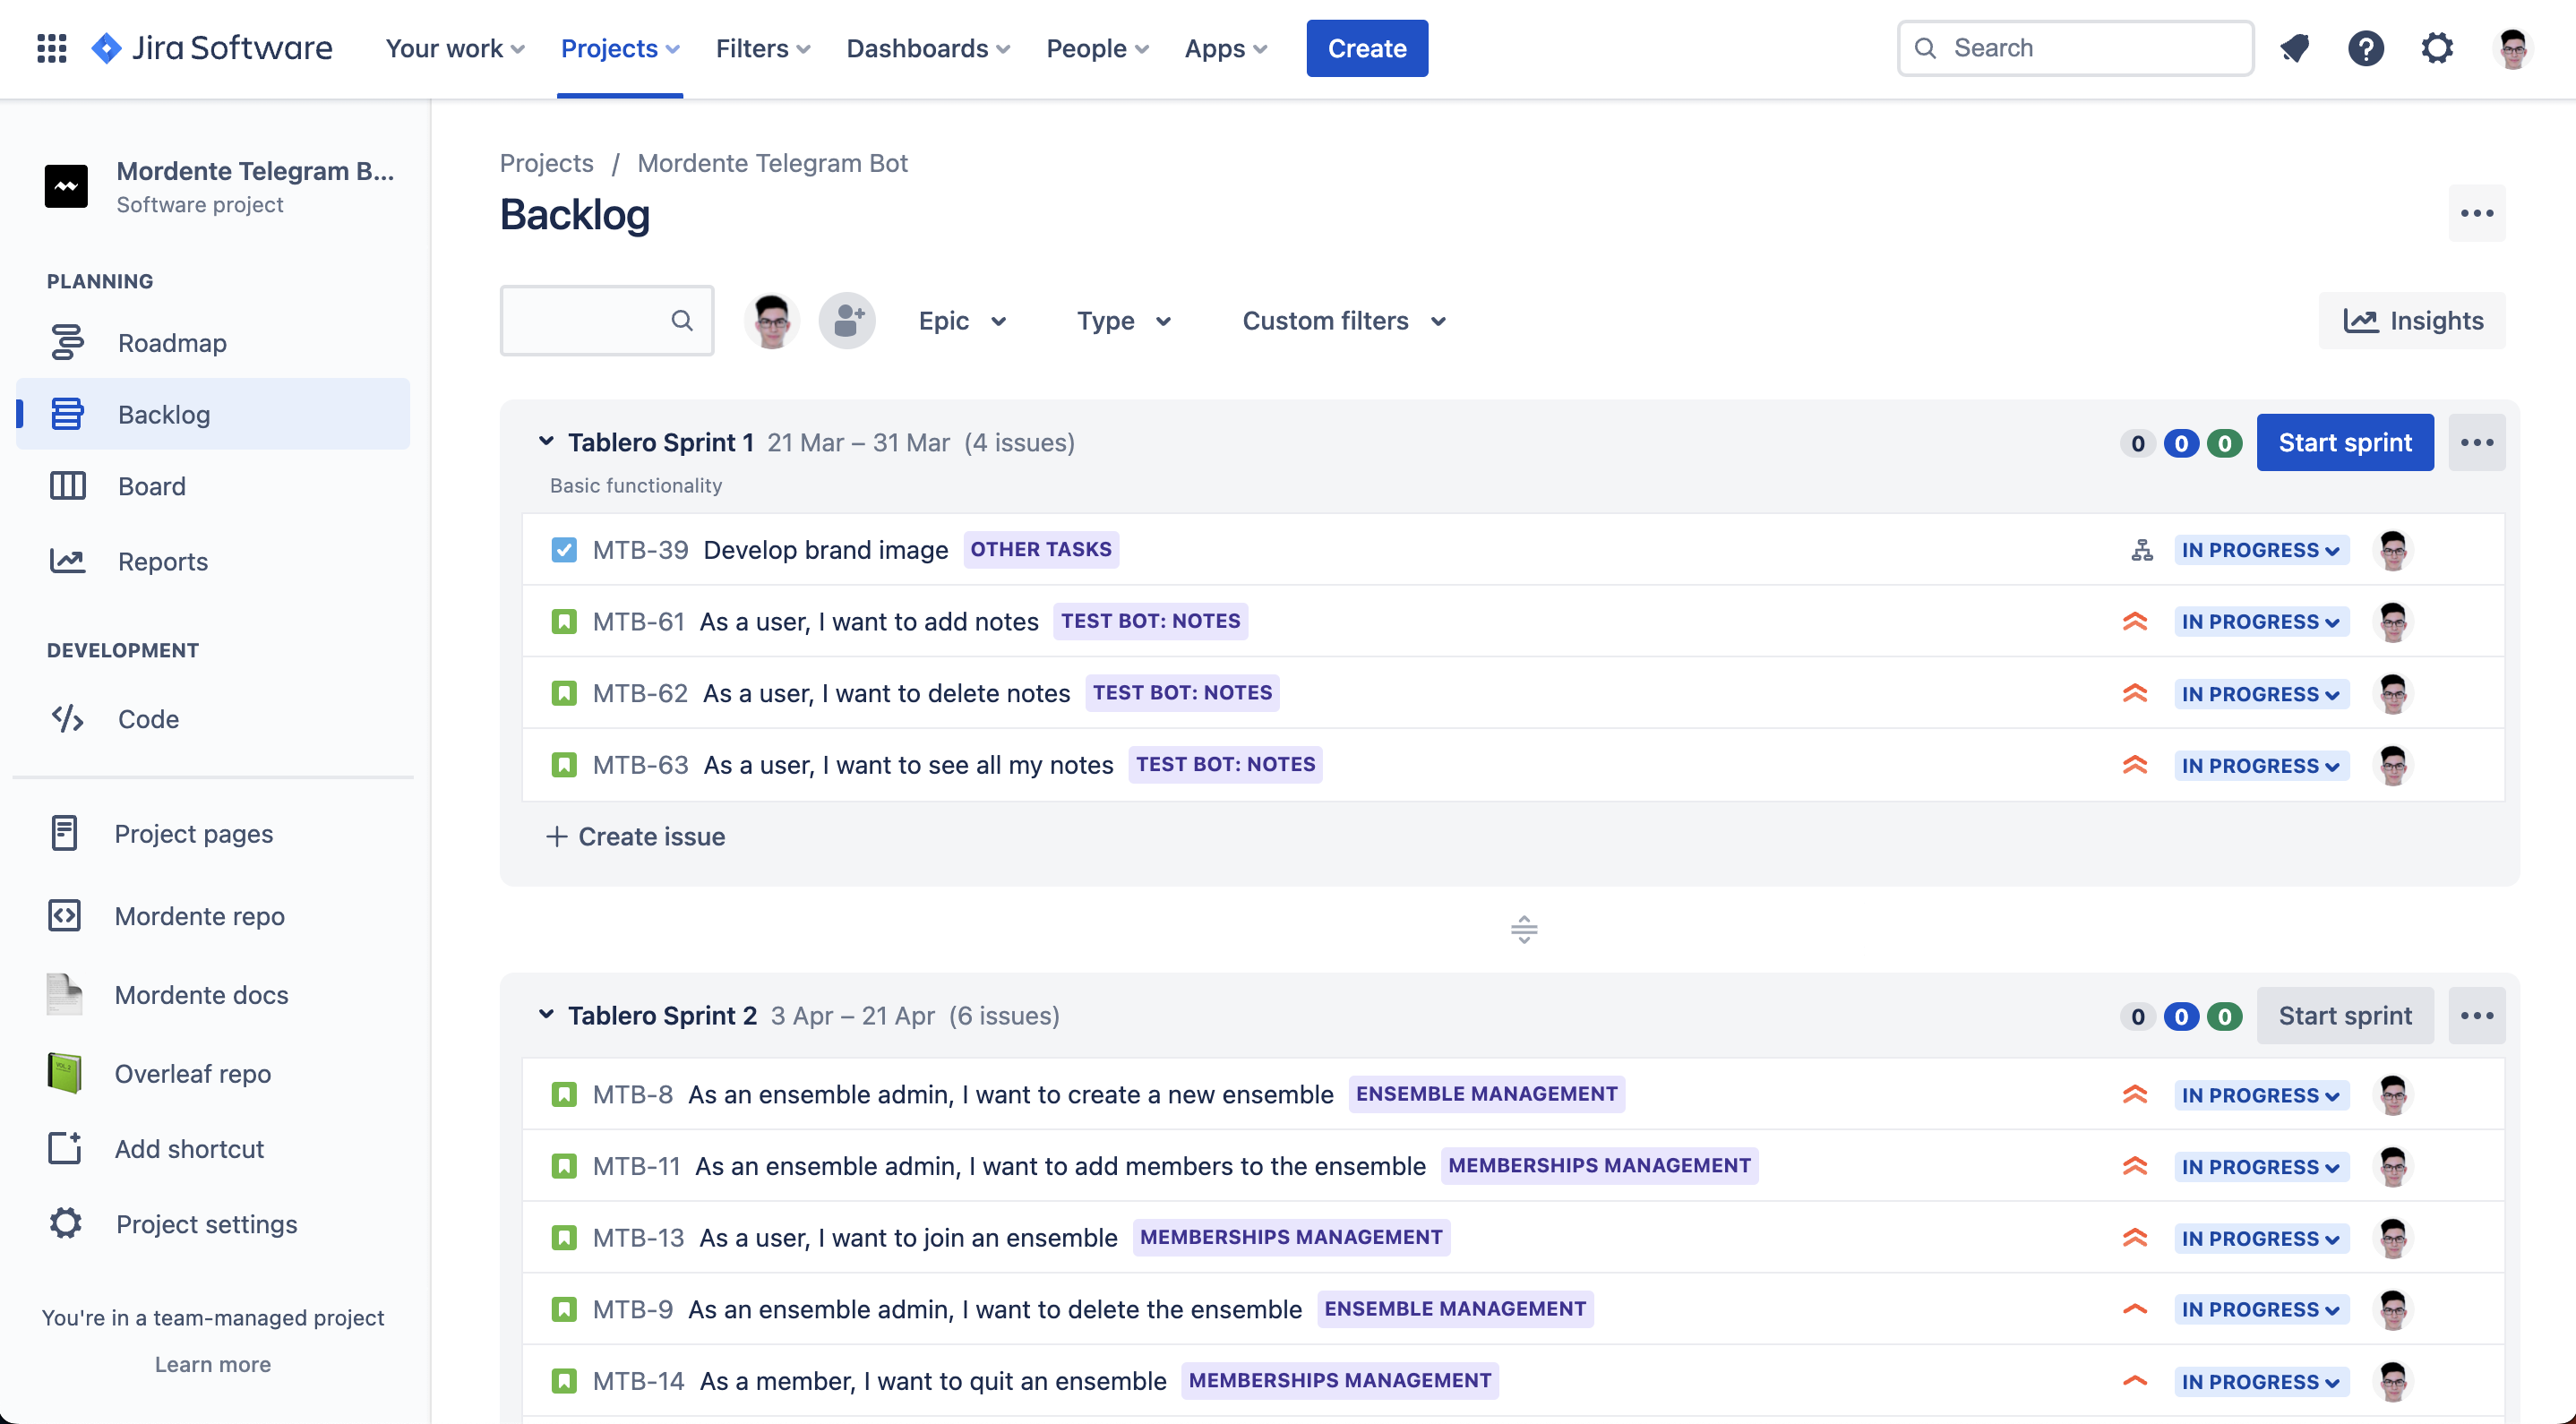 Jira Software Your work Projects Filters Dashboards People Apps Create Search
Mordente Telegram B...
Software project
PLANNING
Roadmap
Backlog
Board
Reports
DEVELOPMENT
Code
Project pages
Mordente repo
Mordente docs
Overleaf repo
Add shortcut
Project settings
You're in a team-managed project
Learn more
Projects / Mordente Telegram Bot
Backlog
Epic Type Custom filters Insights
Tablero Sprint 1 21 Mar – 31 Mar (4 issues) 0 0 0 Start sprint
Basic functionality
MTB-39 Develop brand image OTHER TASKS IN PROGRESS
MTB-61 As a user, I want to add notes TEST BOT: NOTES IN PROGRESS
MTB-62 As a user, I want to delete notes TEST BOT: NOTES IN PROGRESS
MTB-63 As a user, I want to see all my notes TEST BOT: NOTES IN PROGRESS
+ Create issue
Tablero Sprint 2 3 Apr – 21 Apr (6 issues) 0 0 0 Start sprint
MTB-8 As an ensemble admin, I want to create a new ensemble ENSEMBLE MANAGEMENT IN PROGRESS
MTB-11 As an ensemble admin, I want to add members to the ensemble MEMBERSHIPS MANAGEMENT IN PROGRESS
MTB-13 As a user, I want to join an ensemble MEMBERSHIPS MANAGEMENT IN PROGRESS
MTB-9 As an ensemble admin, I want to delete the ensemble ENSEMBLE MANAGEMENT IN PROGRESS
MTB-14 As a member, I want to quit an ensemble MEMBERSHIPS MANAGEMENT IN PROGRESS